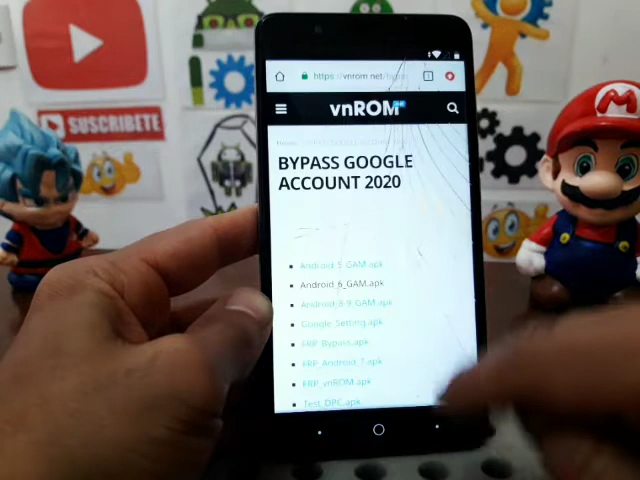 SUSCRIBETE
https://vnrom.net/bypa
vnROM
BYPASS GOOGLE
ACCOUNT 2020
Android_5_GAM.apk
Android_6_GAM.apk
Android_8-9_GAM.apk
Google_Setting.apk
FRP_Bypass.apk
FRP_Android_7.apk
FRP_vnROM.apk
Test_DPC.apk
M